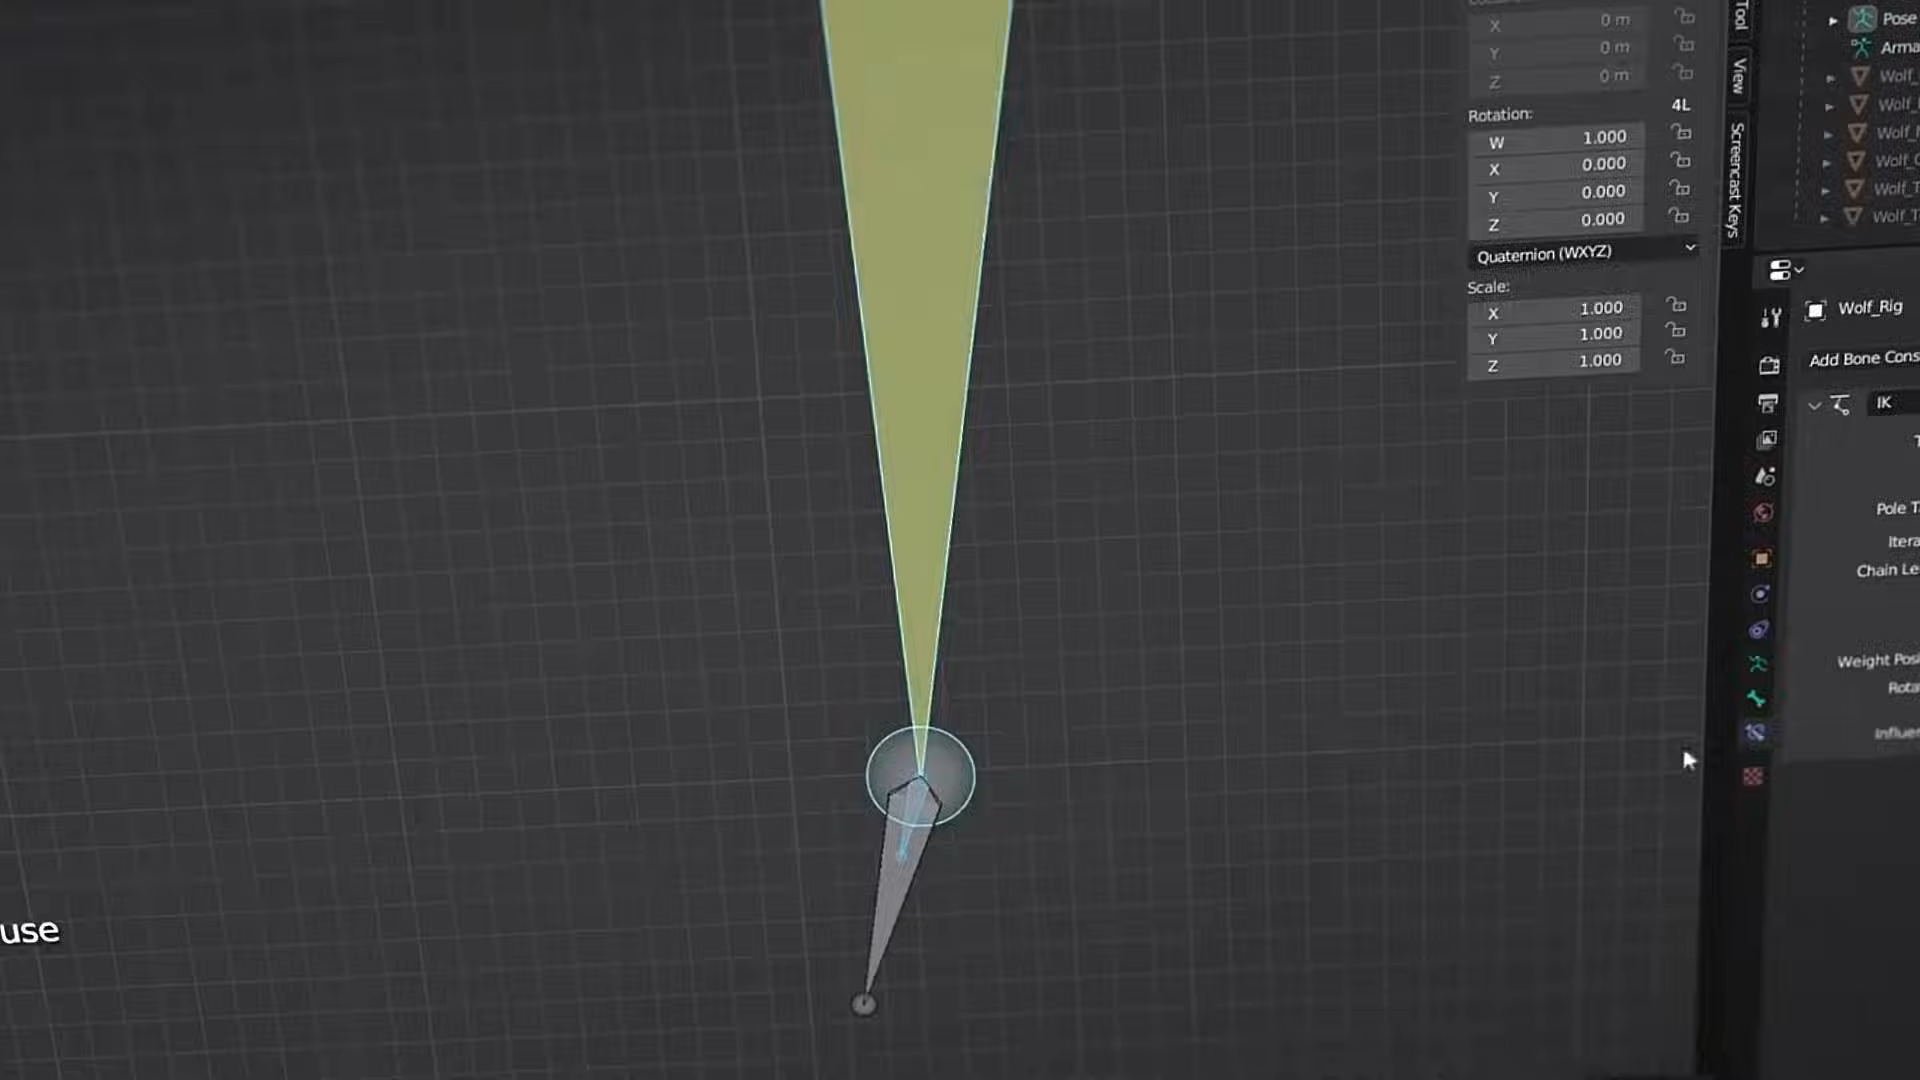 X 0 m
Y 0 m
Z 0 m
Rotation: 4L
W 1.000
X 0.000
Y 0.000
Z 0.000
Quaternion (WXYZ)
Scale:
X 1.000
Y 1.000
Z 1.000
Tool
View
Screencast Keys
Pose
Arma
Wolf_
Wolf_
Wolf_
Wolf_
Wolf_T
Wolf_T
Wolf_Rig
Add Bone Cons
IK
Pole T
Itera
Chain Le
Weight Posi
Rota
Influen
use